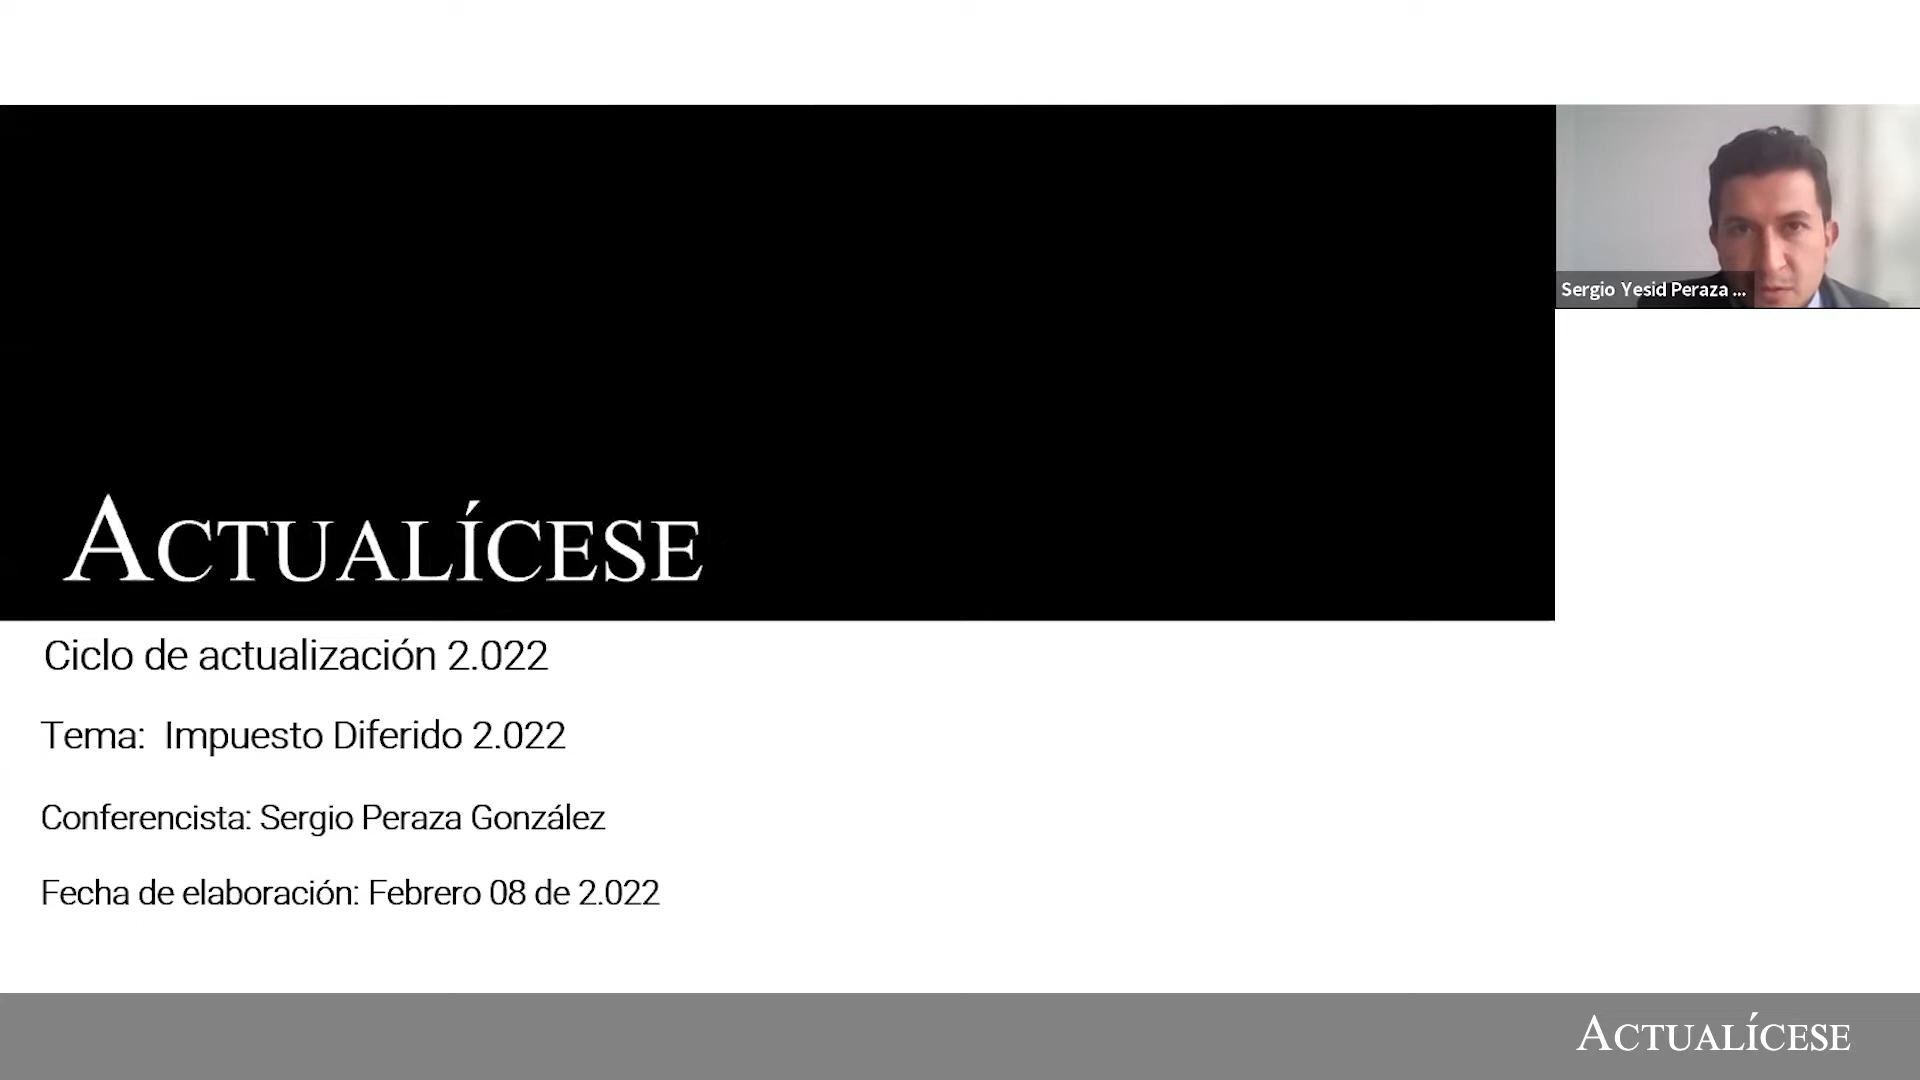 Sergio Yesid Peraza ...
ACTUALÍCESE
Ciclo de actualización 2.022
Tema: Impuesto Diferido 2.022
Conferencista: Sergio Peraza González
Fecha de elaboración: Febrero 08 de 2.022
ACTUALÍCESE